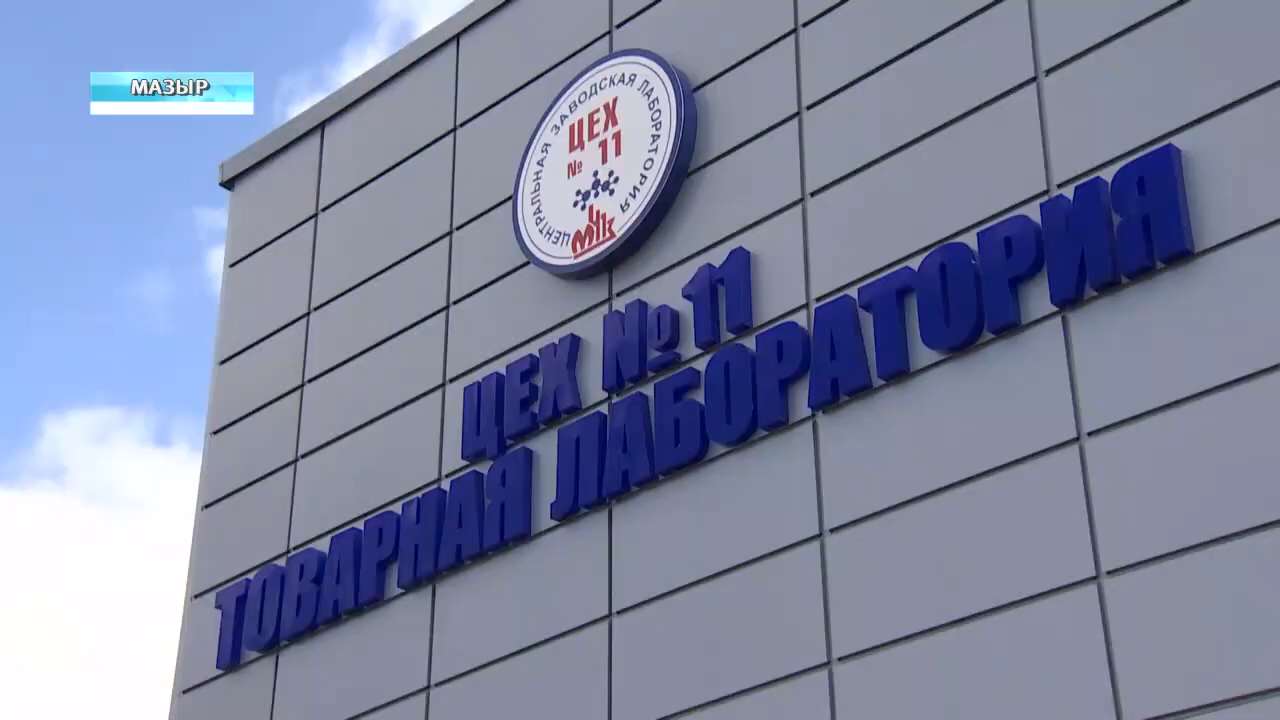 МАЗЫР
ЦЕНТРАЛЬНАЯ ЗАВОДСКАЯ ЛАБОРАТОРИЯ
ЦЕХ
№ 11
ЦЕХ № 11
ТОВАРНАЯ ЛАБОРАТОРИЯ